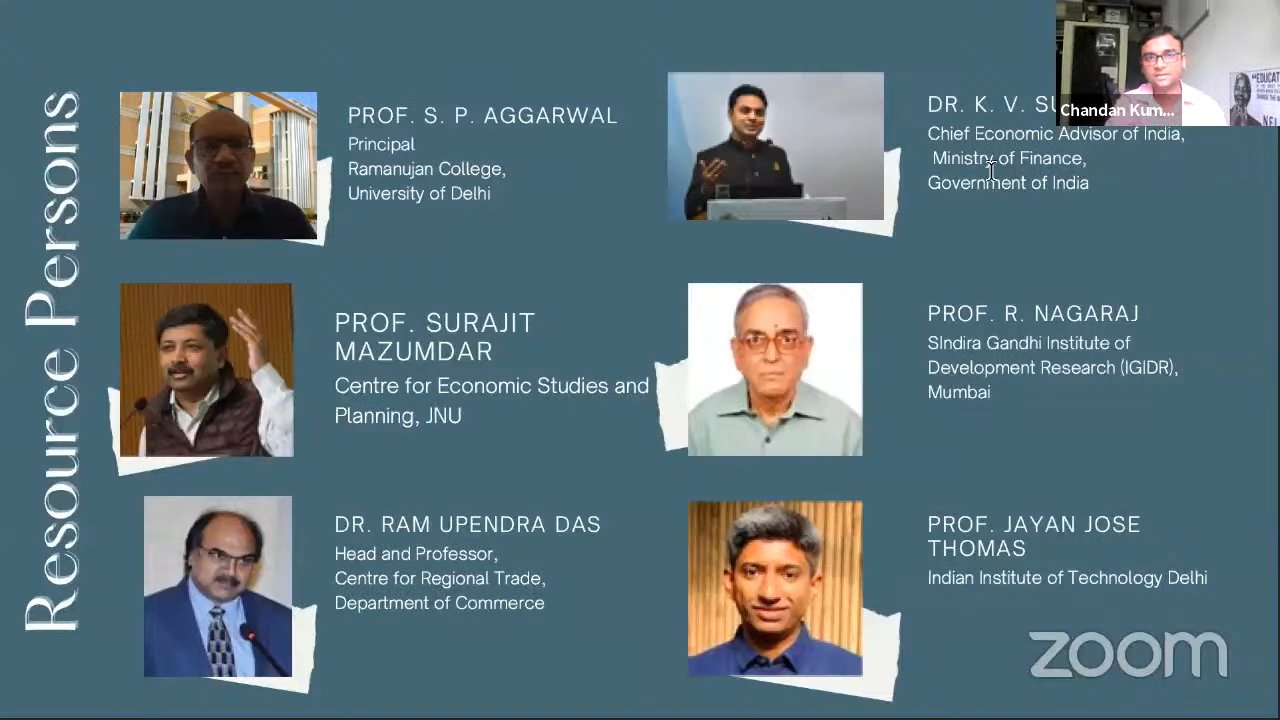 Resource Persons
PROF. S. P. AGGARWAL
Principal
Ramanujan College,
University of Delhi
DR. K. V.
Chief Economic Advisor of India,
Ministry of Finance,
Government of India
Chandan Kum...
PROF. SURAJIT
MAZUMDAR
Centre for Economic Studies and
Planning, JNU
PROF. R. NAGARAJ
SIndira Gandhi Institute of
Development Research (IGIDR),
Mumbai
DR. RAM UPENDRA DAS
Head and Professor,
Centre for Regional Trade,
Department of Commerce
PROF. JAYAN JOSE
THOMAS
Indian Institute of Technology Delhi
zoom